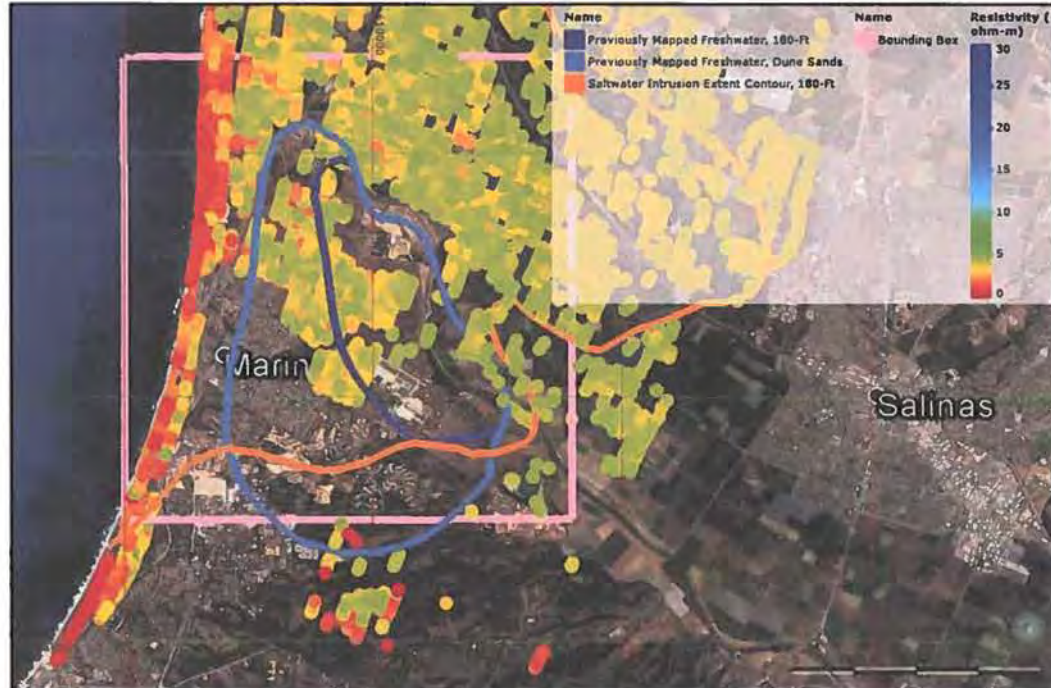 Name
Previously Mapped Freshwater, 180-Ft
Previously Mapped Freshwater, Dune Sands
Saltwater Intrusion Extent Contour, 180-Ft
Name
Bounding Box
Resistivity (
ohm-m)
30
20
15
10
5
0
Marin
Salinas